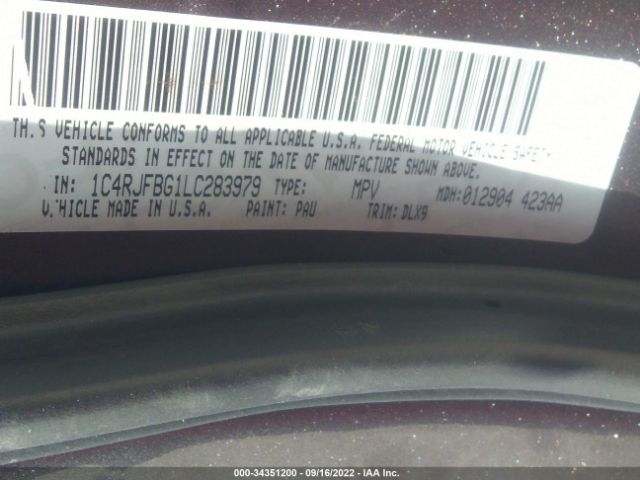 TH.S VEHICLE CONFORMS TO ALL APPLICABLE U.S.A. FEDERAL MOTOR VEHICLE SAFETY
STANDARDS IN EFFECT ON THE DATE OF MANUFACTURE SHOWN ABOVE.
IN: 1C4RJFBG1LC283979 TYPE: MPV MDH:012904 423AA
V.HICLE MADE IN U.S.A. PAINT: PAU TRIM: DLX9
000-34351200 - 09/16/2022 - IAA Inc.